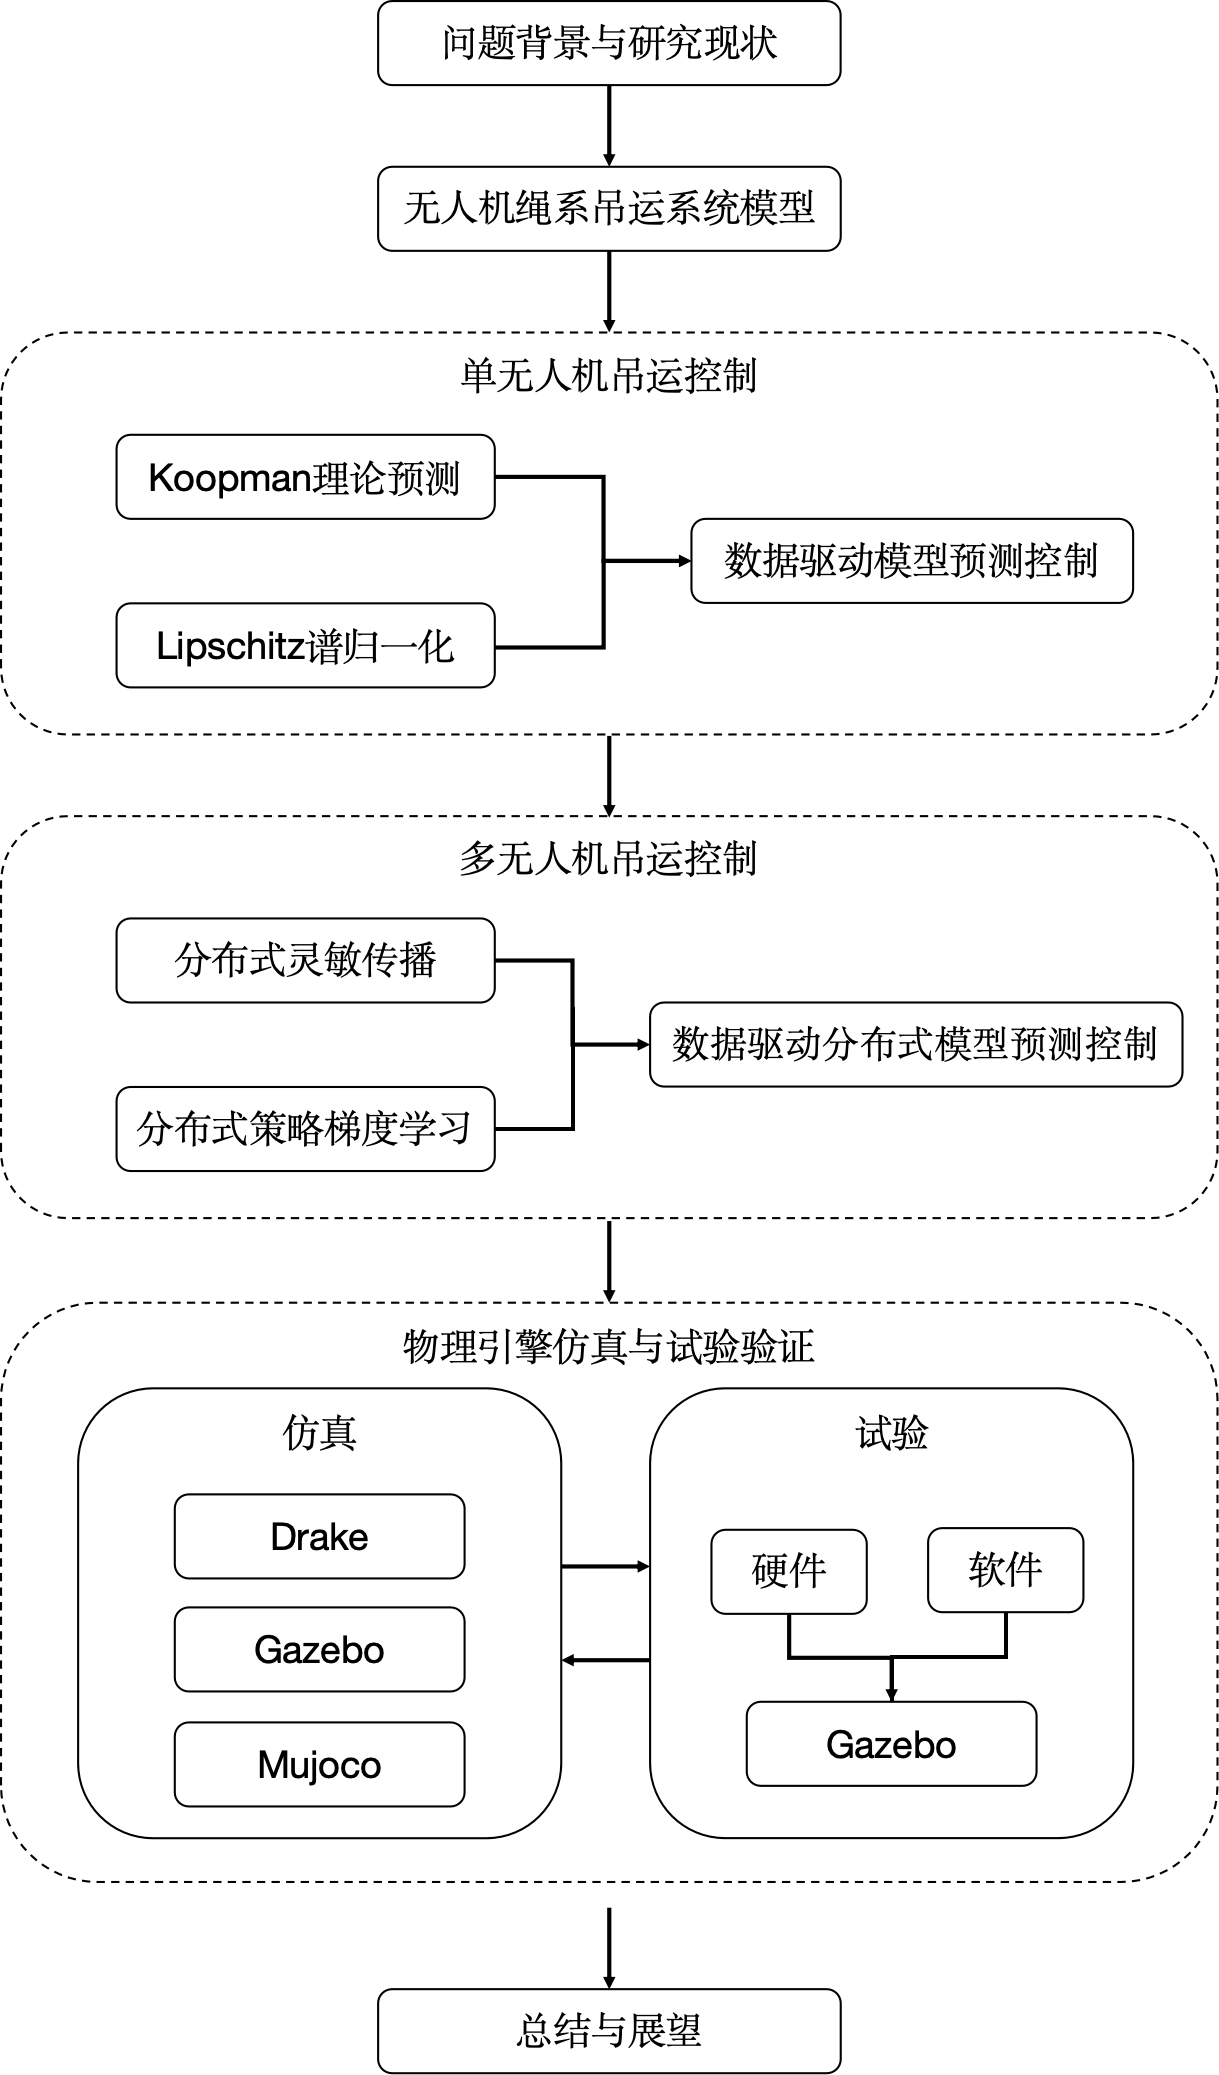 问题背景与研究现状
无人机绳系吊运系统模型
单无人机吊运控制
Koopman理论预测
数据驱动模型预测控制
Lipschitz谱归一化
多无人机吊运控制
分布式灵敏传播
数据驱动分布式模型预测控制
分布式策略梯度学习
物理引擎仿真与试验验证
仿真
Drake
Gazebo
Mujoco
试验
硬件
软件
Gazebo
总结与展望